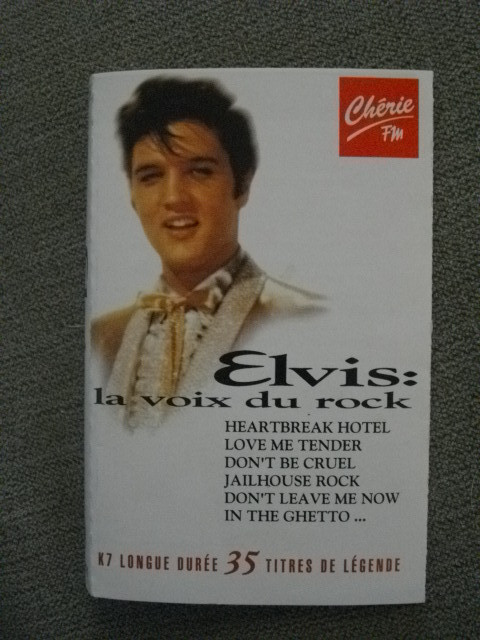 Chérie
FM
Elvis:
la voix du rock
HEARTBREAK HOTEL
LOVE ME TENDER
DON'T BE CRUEL
JAILHOUSE ROCK
DON'T LEAVE ME NOW
IN THE GHETTO ...
K7 LONGUE DURÉE 35 TITRES DE LÉGENDE